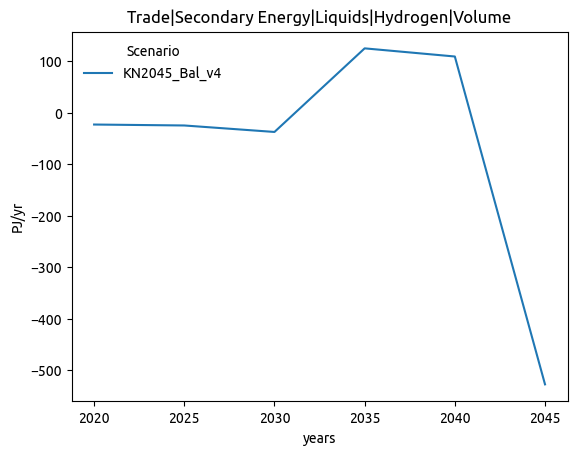 Trade|Secondary Energy|Liquids|Hydrogen|Volume
Scenario
KN2045_Bal_v4
100
0
−100
−200
−300
−400
−500
PJ/yr
2020 2025 2030 2035 2040 2045
years